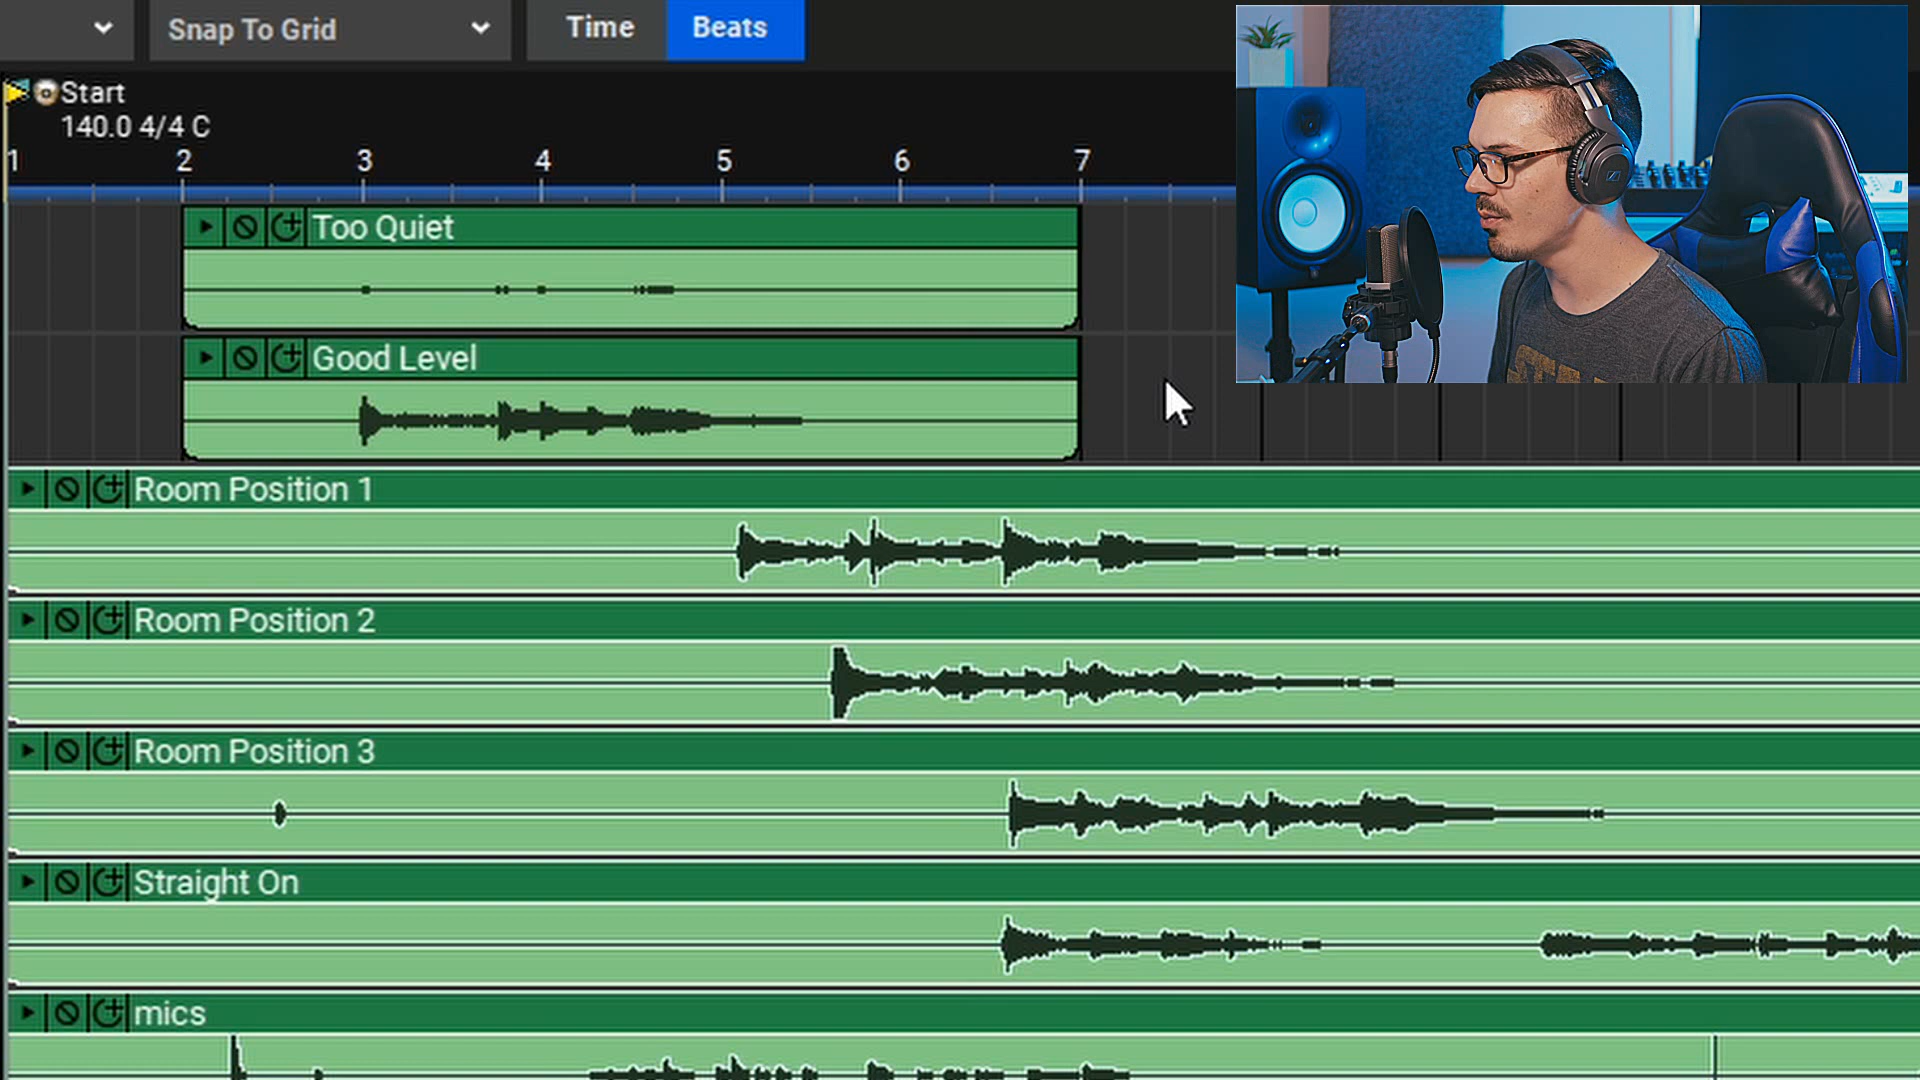 Snap To Grid
Time
Beats
Start
140.0 4/4 C
1 2 3 4 5 6 7
Too Quiet
Good Level
Room Position 1
Room Position 2
Room Position 3
Straight On
mics